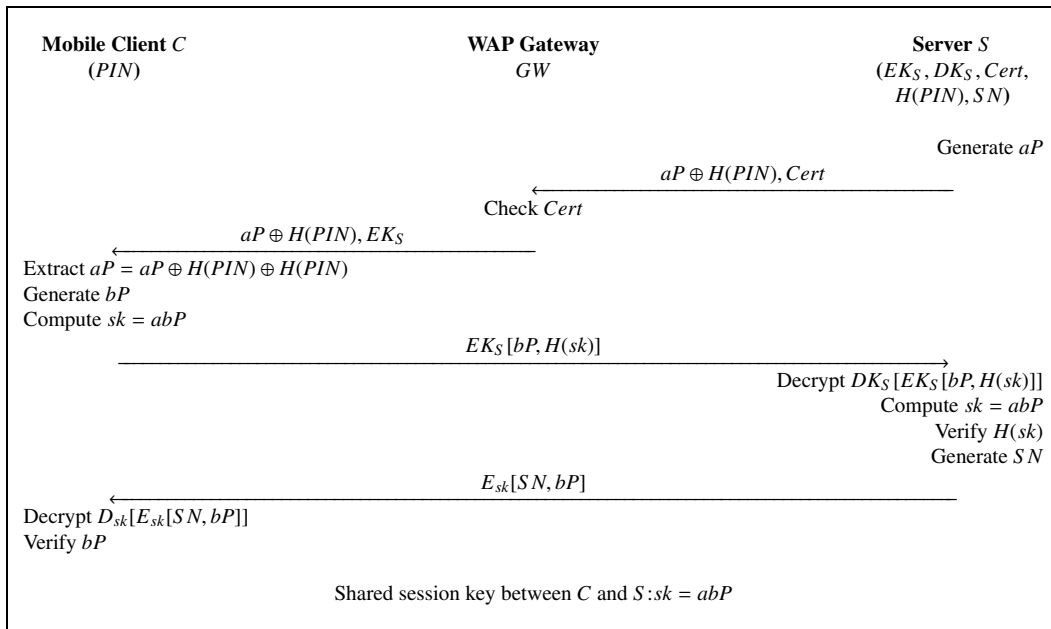 Mobile Client C
WAP Gateway
Server S
(PIN)
GW
(EK_S, DK_S, Cert,
H(PIN), SN)
Generate aP
aP ⊕ H(PIN), Cert
Check Cert
aP ⊕ H(PIN), EK_S
Extract aP = aP ⊕ H(PIN) ⊕ H(PIN)
Generate bP
Compute sk = abP
EK_S[bP, H(sk)]
Decrypt DK_S[EK_S[bP, H(sk)]]
Compute sk = abP
Verify H(sk)
Generate SN
E_sk[SN, bP]
Decrypt D_sk[E_sk[SN, bP]]
Verify bP
Shared session key between C and S:sk = abP